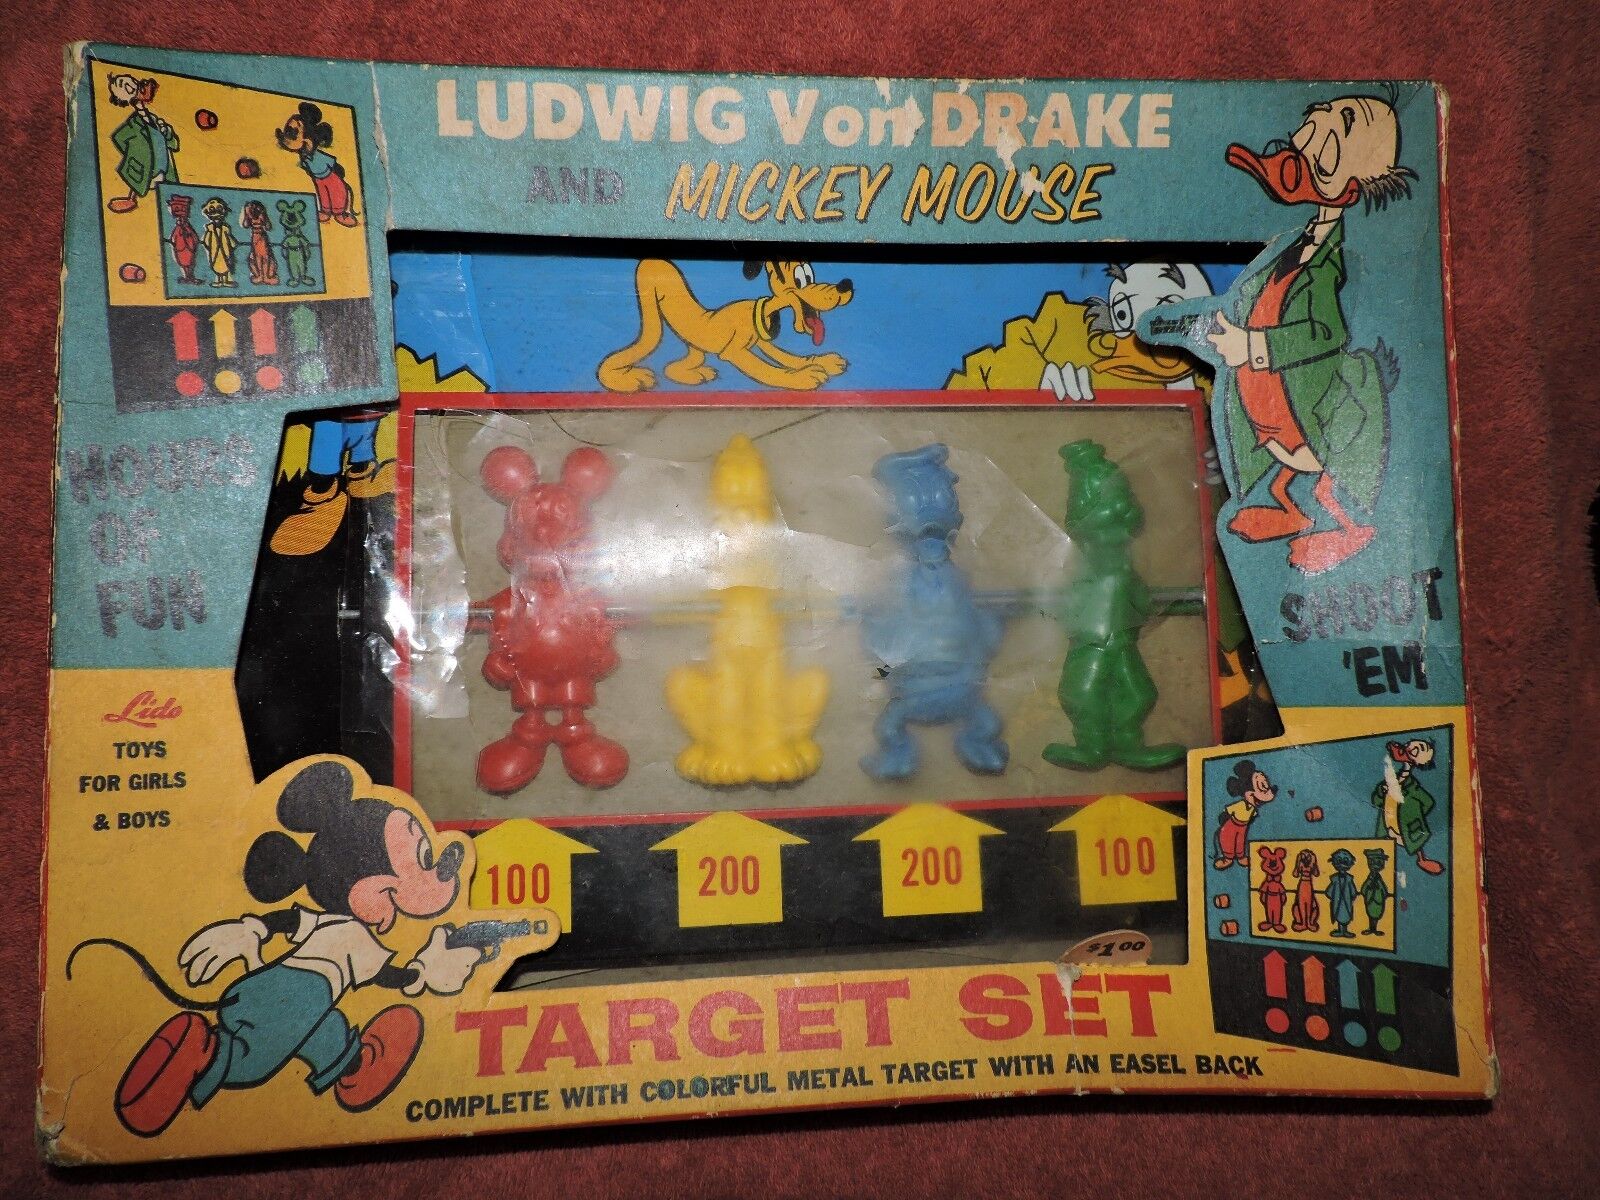 LUDWIG Von DRAKE
AND MICKEY MOUSE
HOURS
OF
FUN
SHOOT
'EM
Lido
TOYS
FOR GIRLS
& BOYS
100
200
200
100
$1.00
TARGET SET
COMPLETE WITH COLORFUL METAL TARGET WITH AN EASEL BACK